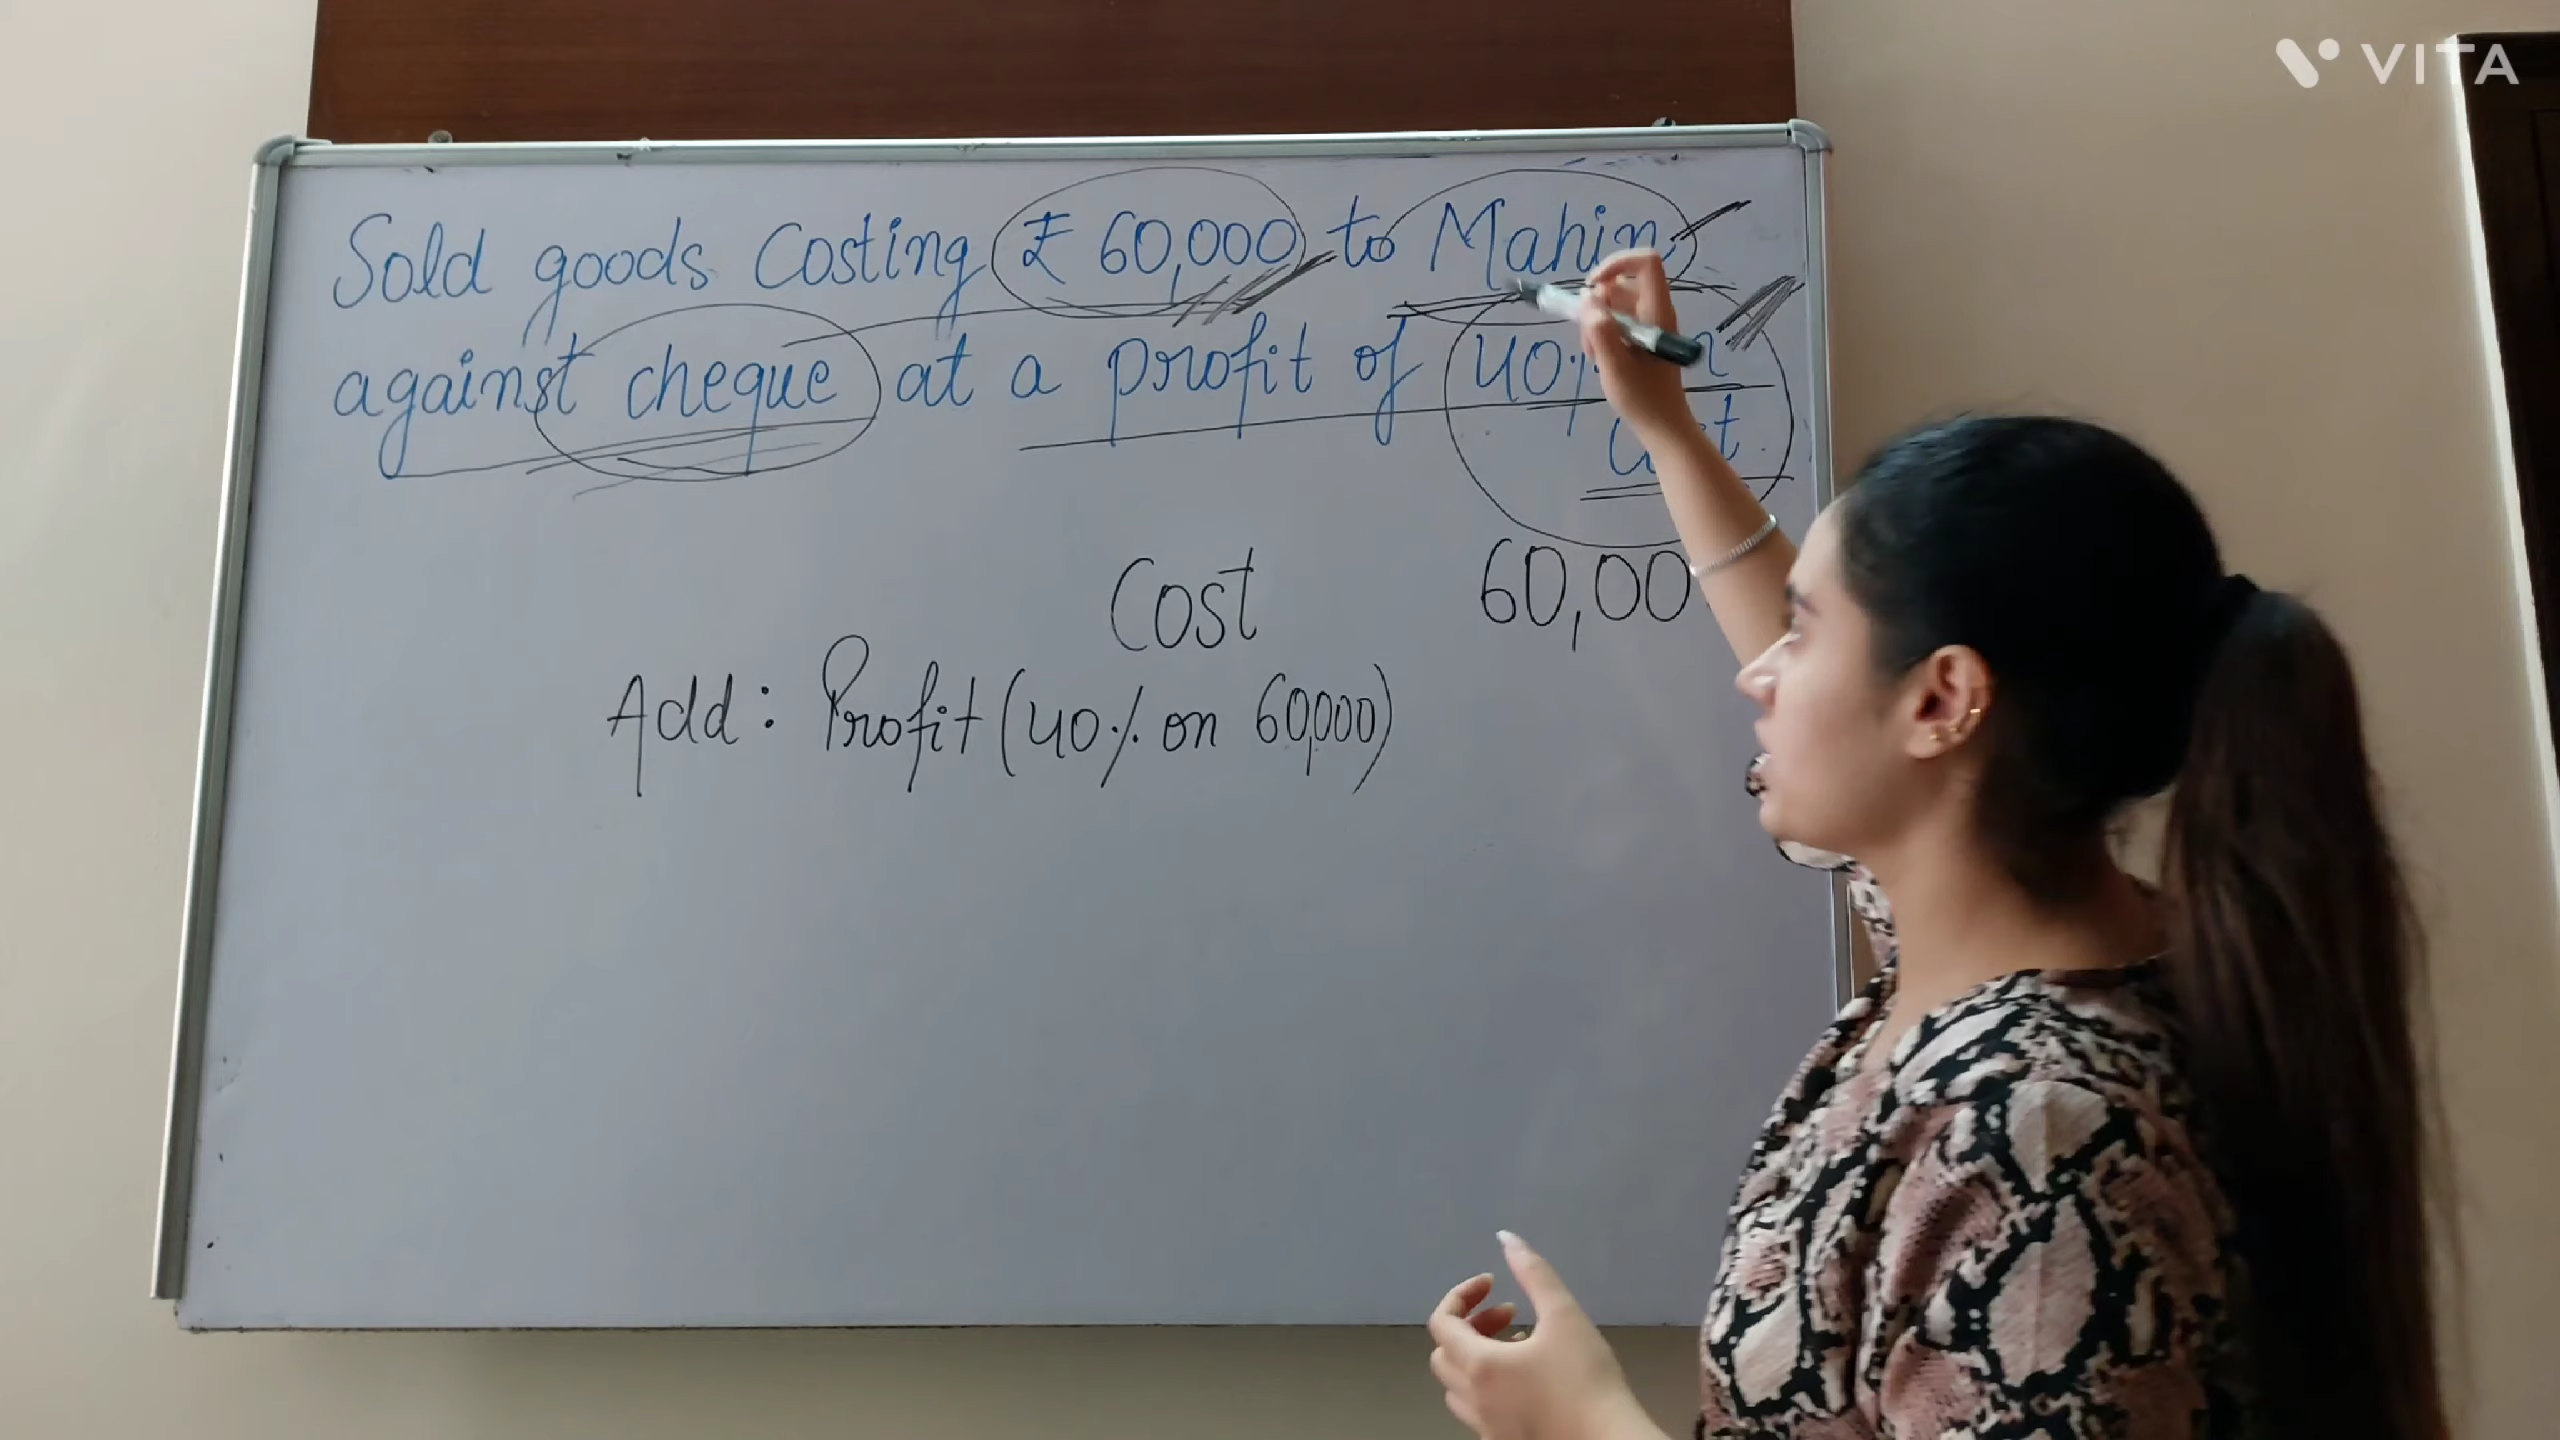 VITA
Sold goods Costing ₹ 60,000 to Mahin
against cheque at a profit of 40%
Cost 60,00
Add: Profit (40% on 60,000)